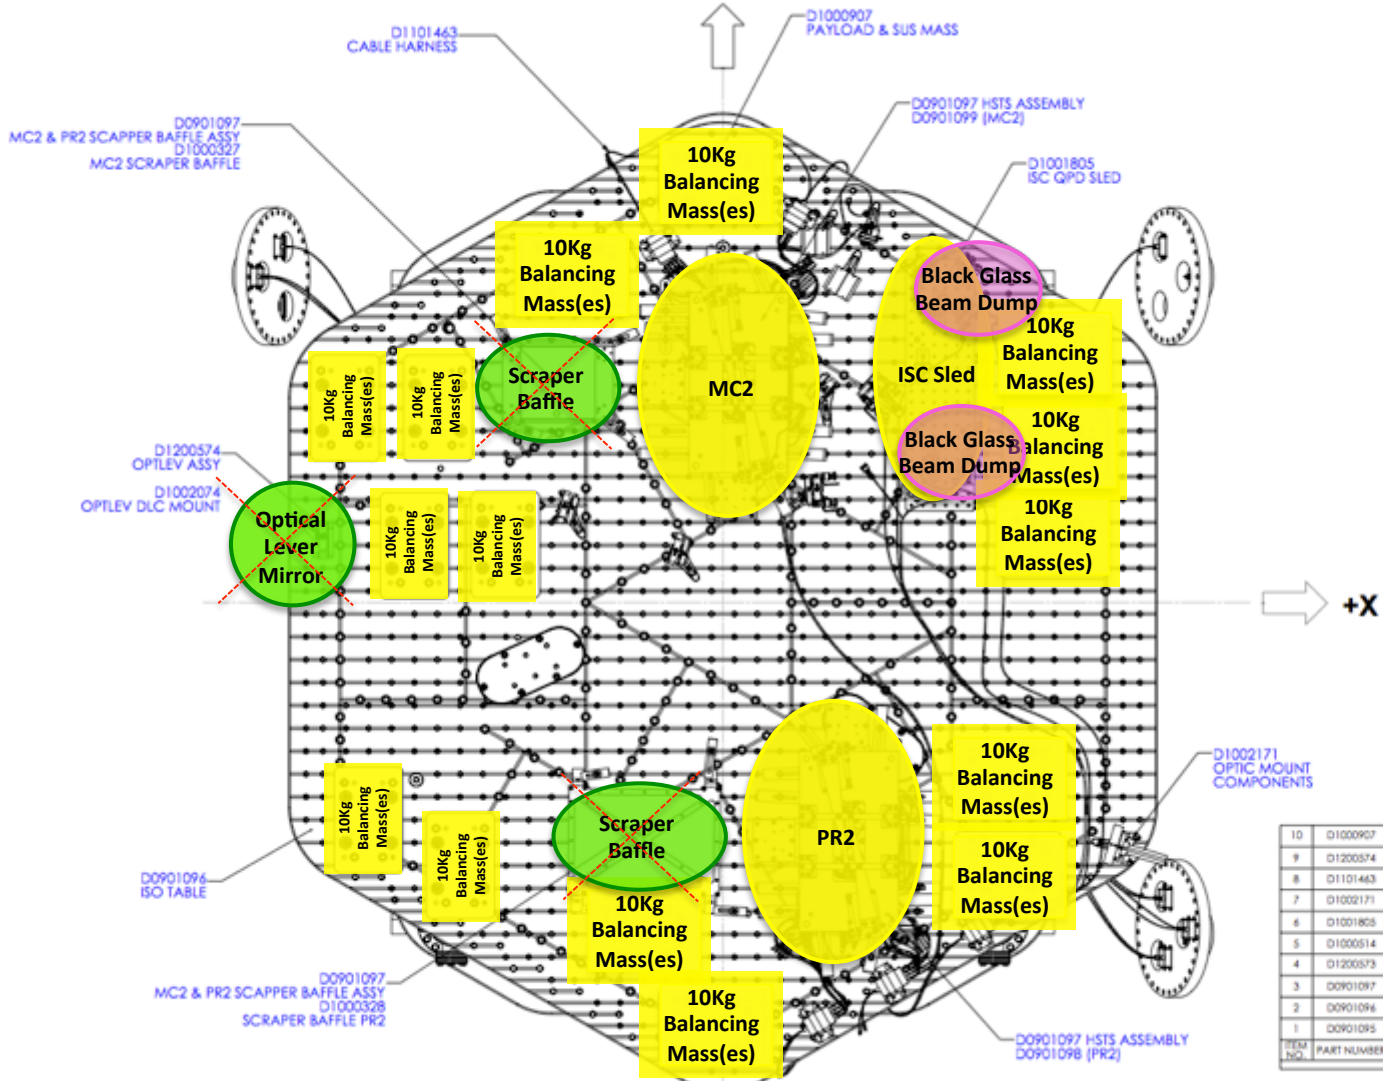 D1101463
CABLE HARNESS
D1000907
PAYLOAD & SUS MASS
D0901097 HSTS ASSEMBLY
D0901099 (MC2)
D0901097
MC2 & PR2 SCAPPER BAFFLE ASSY
D1000327
MC2 SCRAPER BAFFLE
D1001805
ISC QPD SLED
10Kg
Balancing
Mass(es)
10Kg
Balancing
Mass(es)
Black Glass
Beam Dump
10Kg
Balancing
Mass(es)
ISC Sled
MC2
Scraper
Baffle
10Kg
Balancing
Mass(es)
10Kg
Balancing
Mass(es)
10Kg
Balancing
Mass(es)
Black Glass
Beam Dump
D1200574
OPTLEV ASSY
D1002074
OPTLEV DLC MOUNT
Optical
Lever
Mirror
10Kg
Balancing
Mass(es)
10Kg
Balancing
Mass(es)
10Kg
Balancing
Mass(es)
+X
10Kg
Balancing
Mass(es)
D1002171
OPTIC MOUNT
COMPONENTS
10Kg
Balancing
Mass(es)
10Kg
Balancing
Mass(es)
Scraper
Baffle
PR2
10Kg
Balancing
Mass(es)
D0901096
ISO TABLE
10Kg
Balancing
Mass(es)
D0901097
MC2 & PR2 SCAPPER BAFFLE ASSY
D1000328
SCRAPER BAFFLE PR2
10Kg
Balancing
Mass(es)
D0901097 HSTS ASSEMBLY
D0901098 (PR2)
10 D1000907
9 D1200574
8 D1101463
7 D1002171
6 D1001805
5 D1000514
4 D1200573
3 D0901097
2 D0901096
1 D0901095
ITEM NO. PART NUMBER